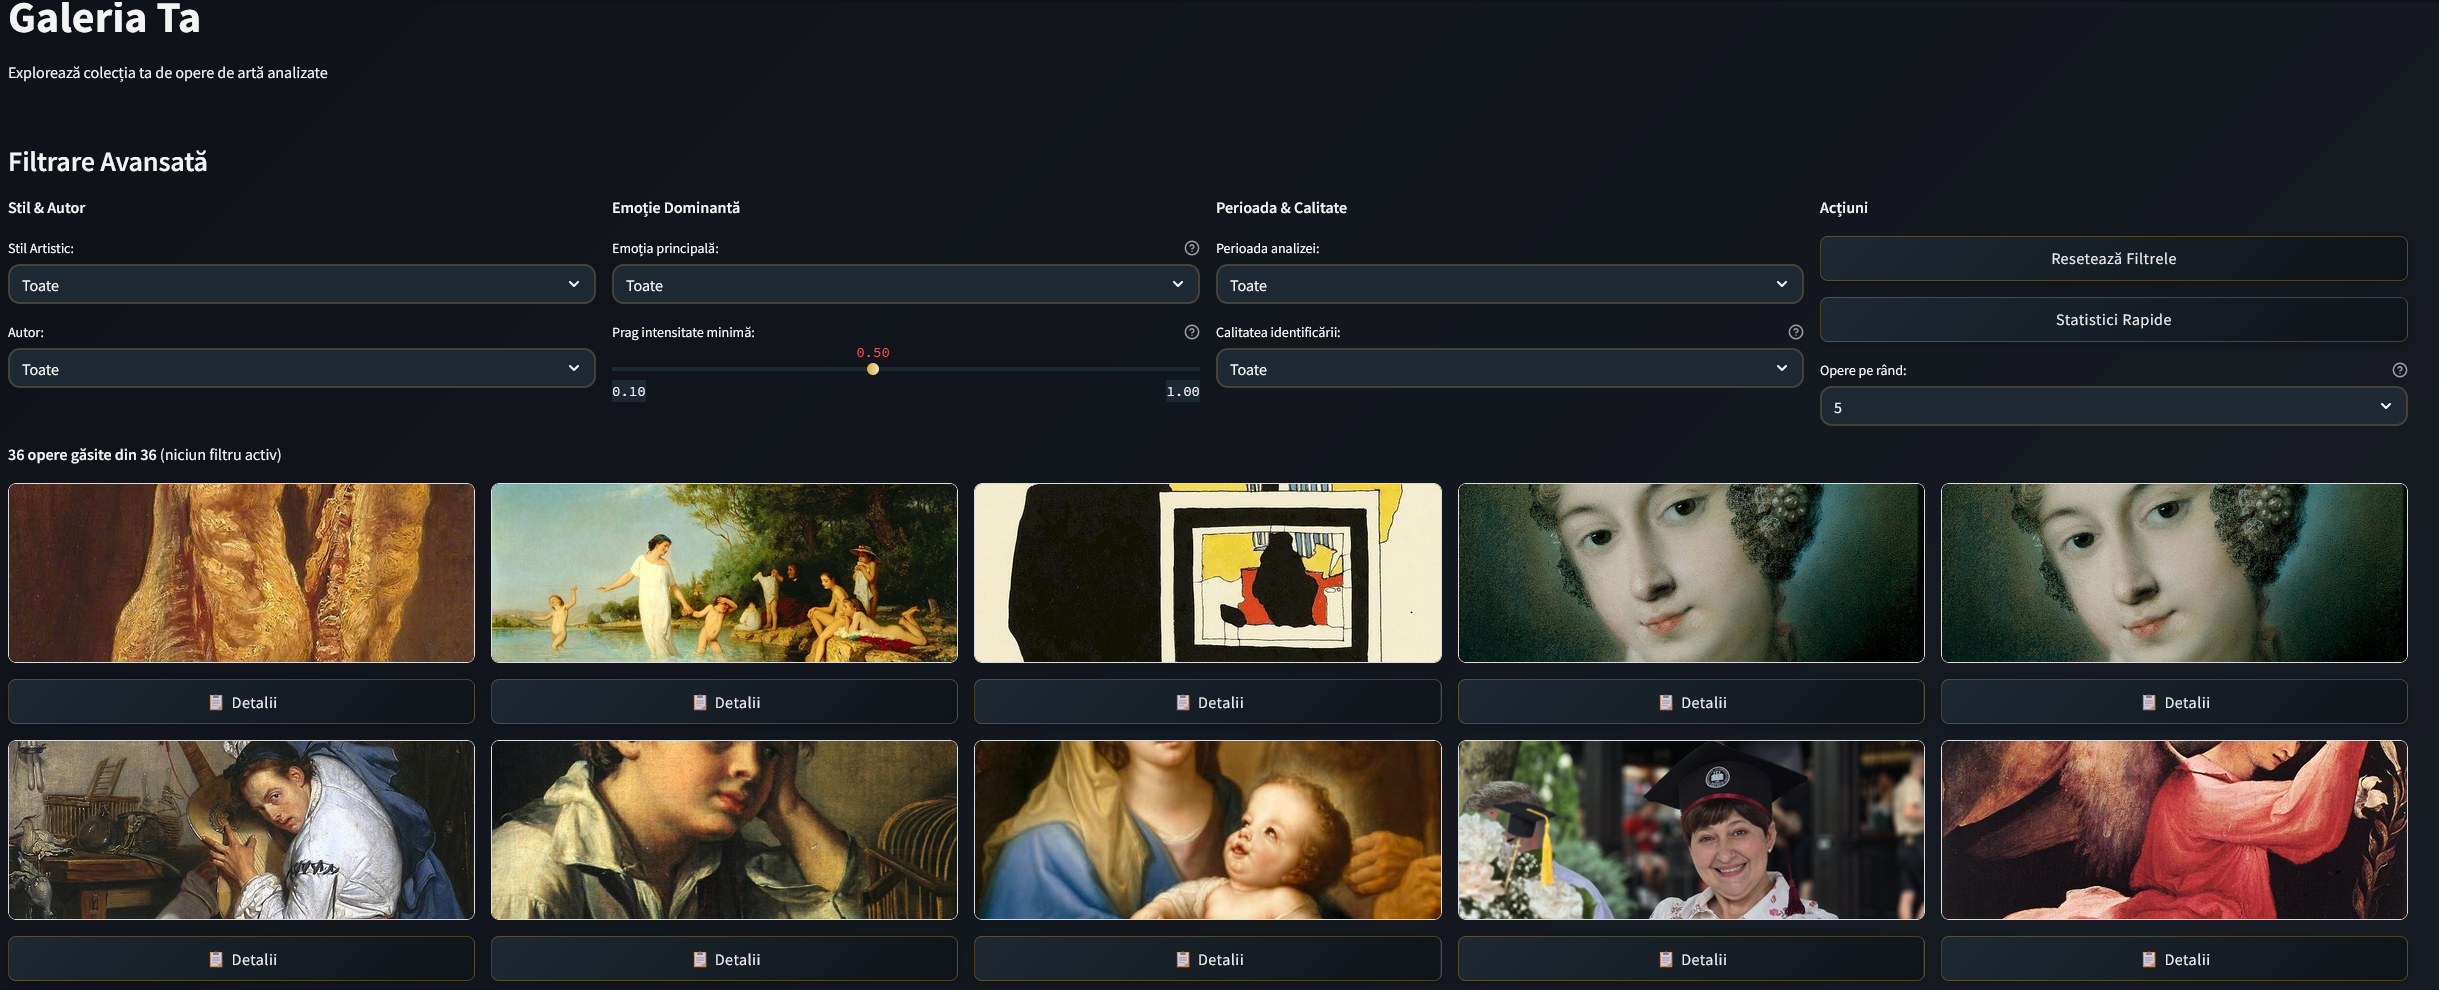 Galeria Ta
Explorează colecția ta de opere de artă analizate
Filtrare Avansată
Stil & Autor
Stil Artistic:
Toate
Autor:
Toate
Emoție Dominantă
Emoția principală:
Toate
Prag intensitate minimă:
0.50
0.10 1.00
Perioada & Calitate
Perioada analizei:
Toate
Calitatea identificării:
Toate
Acțiuni
Resetează Filtrele
Statistici Rapide
Opere pe rând:
5
36 opere găsite din 36 (niciun filtru activ)
Detalii
Detalii
Detalii
Detalii
Detalii
Detalii
Detalii
Detalii
Detalii
Detalii